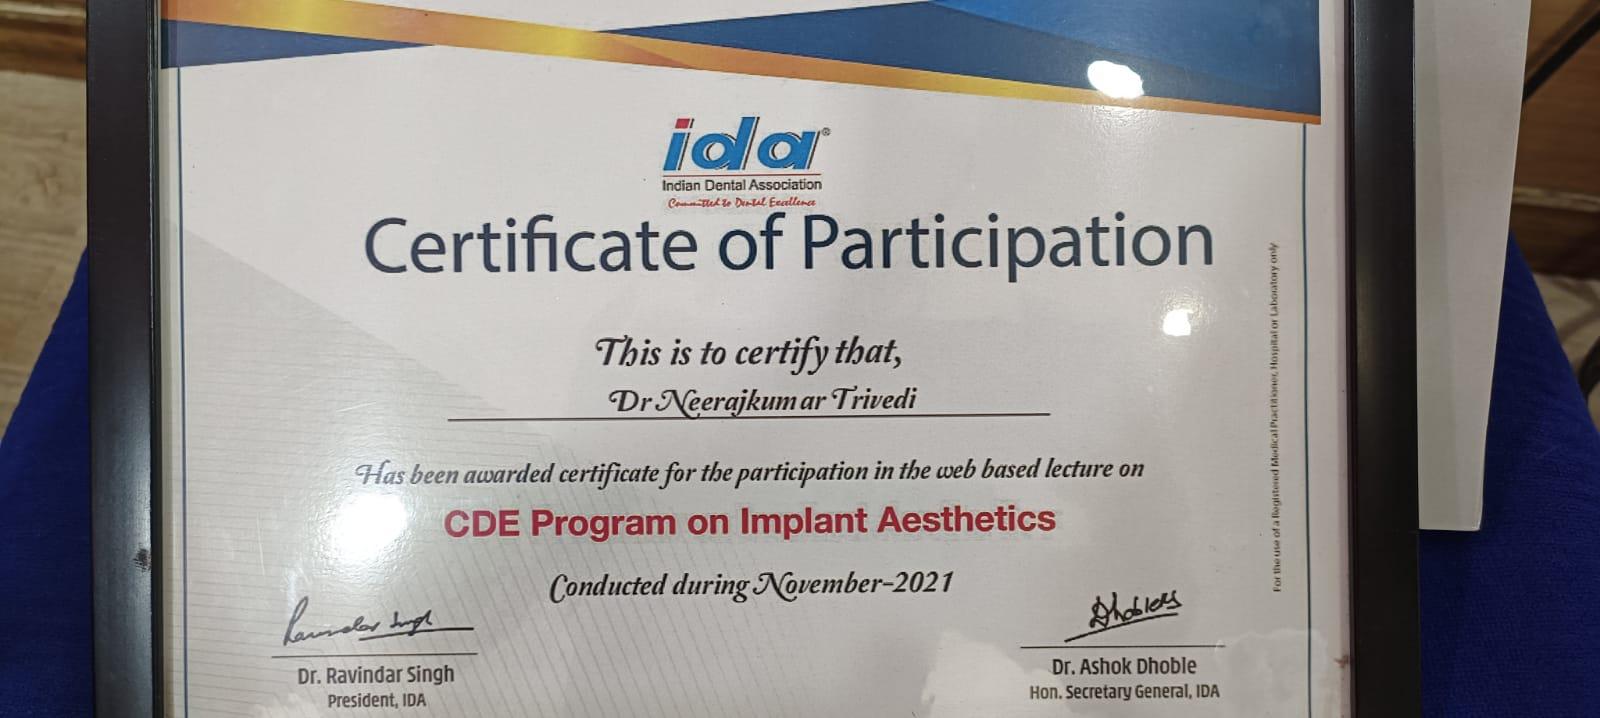 ida®
Indian Dental Association
Committed to Dental Excellence
Certificate of Participation
This is to certify that,
Dr Neerajkumar Trivedi
Has been awarded certificate for the participation in the web based lecture on
CDE Program on Implant Aesthetics
Conducted during November-2021
Ravindar Singh
Dr. Ravindar Singh
President, IDA
Dr. Ashok Dhoble
Hon. Secretary General, IDA
For the use of a Registered Medical Practitioner, Hospital or Laboratory only